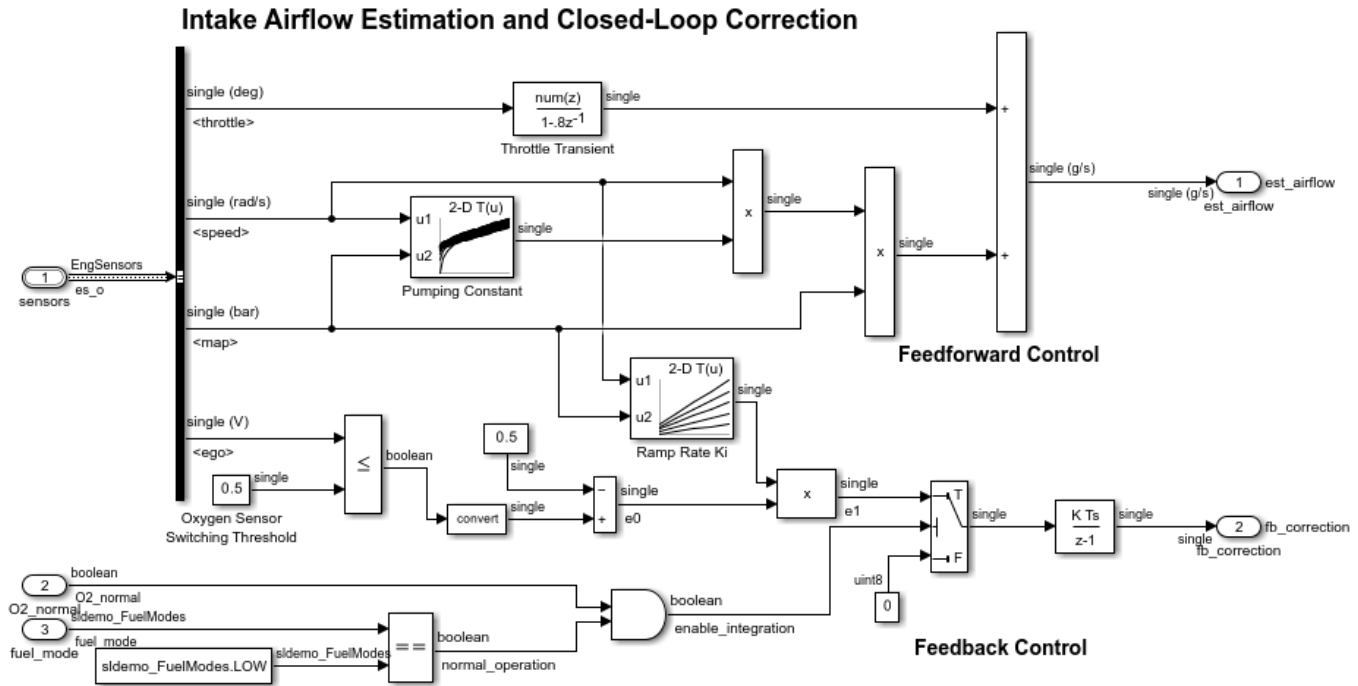 Intake Airflow Estimation and Closed-Loop Correction
single (deg)
<throttle>
num(z)
1-.8z-1
single
Throttle Transient
+
single (rad/s)
<speed>
u1
u2
2-D T(u)
single
Pumping Constant
x
single
x
single
+
single (g/s)
single (g/s)
1
est_airflow
est_airflow
1
sensors
EngSensors
es_o
single (bar)
<map>
Feedforward Control
u1
u2
2-D T(u)
single
Ramp Rate Ki
single (V)
<ego>
≤
boolean
0.5
single
Oxygen Sensor
Switching Threshold
convert
single
0.5
single
−
+
single
e0
x
single
e1
T
F
single
K Ts
z-1
single
single
2
fb_correction
fb_correction
uint8
0
2
O2_normal
boolean
O2_normal
3
fuel_mode
sldemo_FuelModes
fuel_mode
sldemo_FuelModes.LOW
sldemo_FuelModes
==
boolean
normal_operation
boolean
enable_integration
Feedback Control